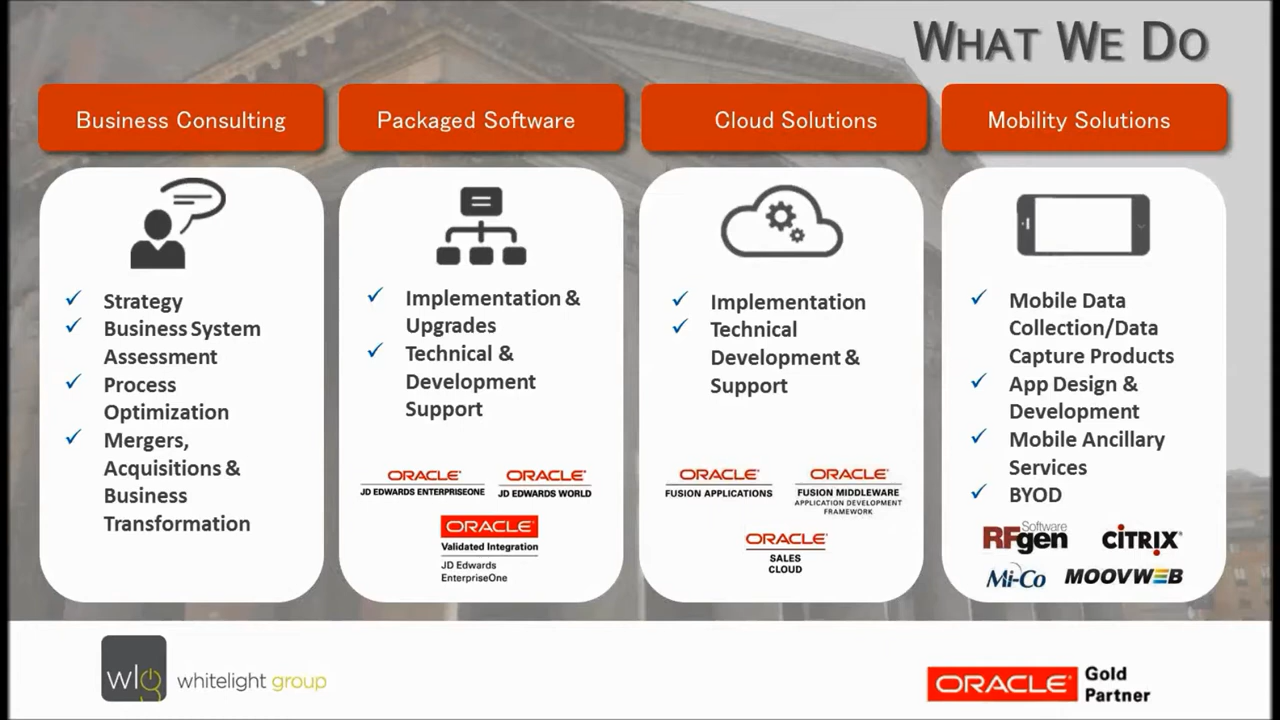 WHAT WE DO
Business Consulting
Strategy
Business System
Assessment
Process
Optimization
Mergers,
Acquisitions &
Business
Transformation
Packaged Software
Implementation &
Upgrades
Technical &
Development
Support
ORACLE®
JD EDWARDS ENTERPRISEONE
ORACLE®
JD EDWARDS WORLD
ORACLE®
Validated Integration
JD Edwards
EnterpriseOne
Cloud Solutions
Implementation
Technical
Development &
Support
ORACLE®
FUSION APPLICATIONS
ORACLE®
FUSION MIDDLEWARE
APPLICATION DEVELOPMENT
FRAMEWORK
ORACLE®
SALES
CLOUD
Mobility Solutions
Mobile Data
Collection/Data
Capture Products
App Design &
Development
Mobile Ancillary
Services
BYOD
RFgen Software
CITRIX®
Mi-Co
MOOVWEB
wlg
whitelight group
ORACLE®
Gold
Partner